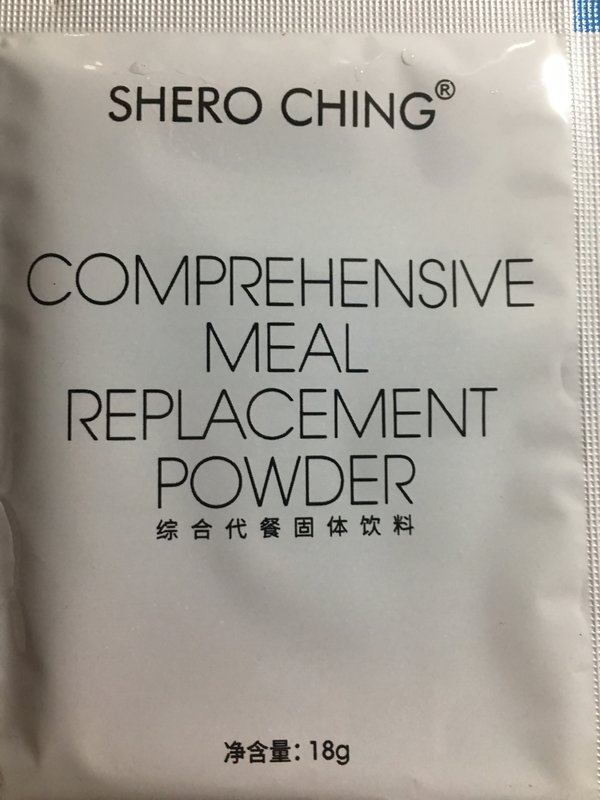 SHERO CHING®
COMPREHENSIVE
MEAL
REPLACEMENT
POWDER
综合代餐固体饮料
净含量：18g